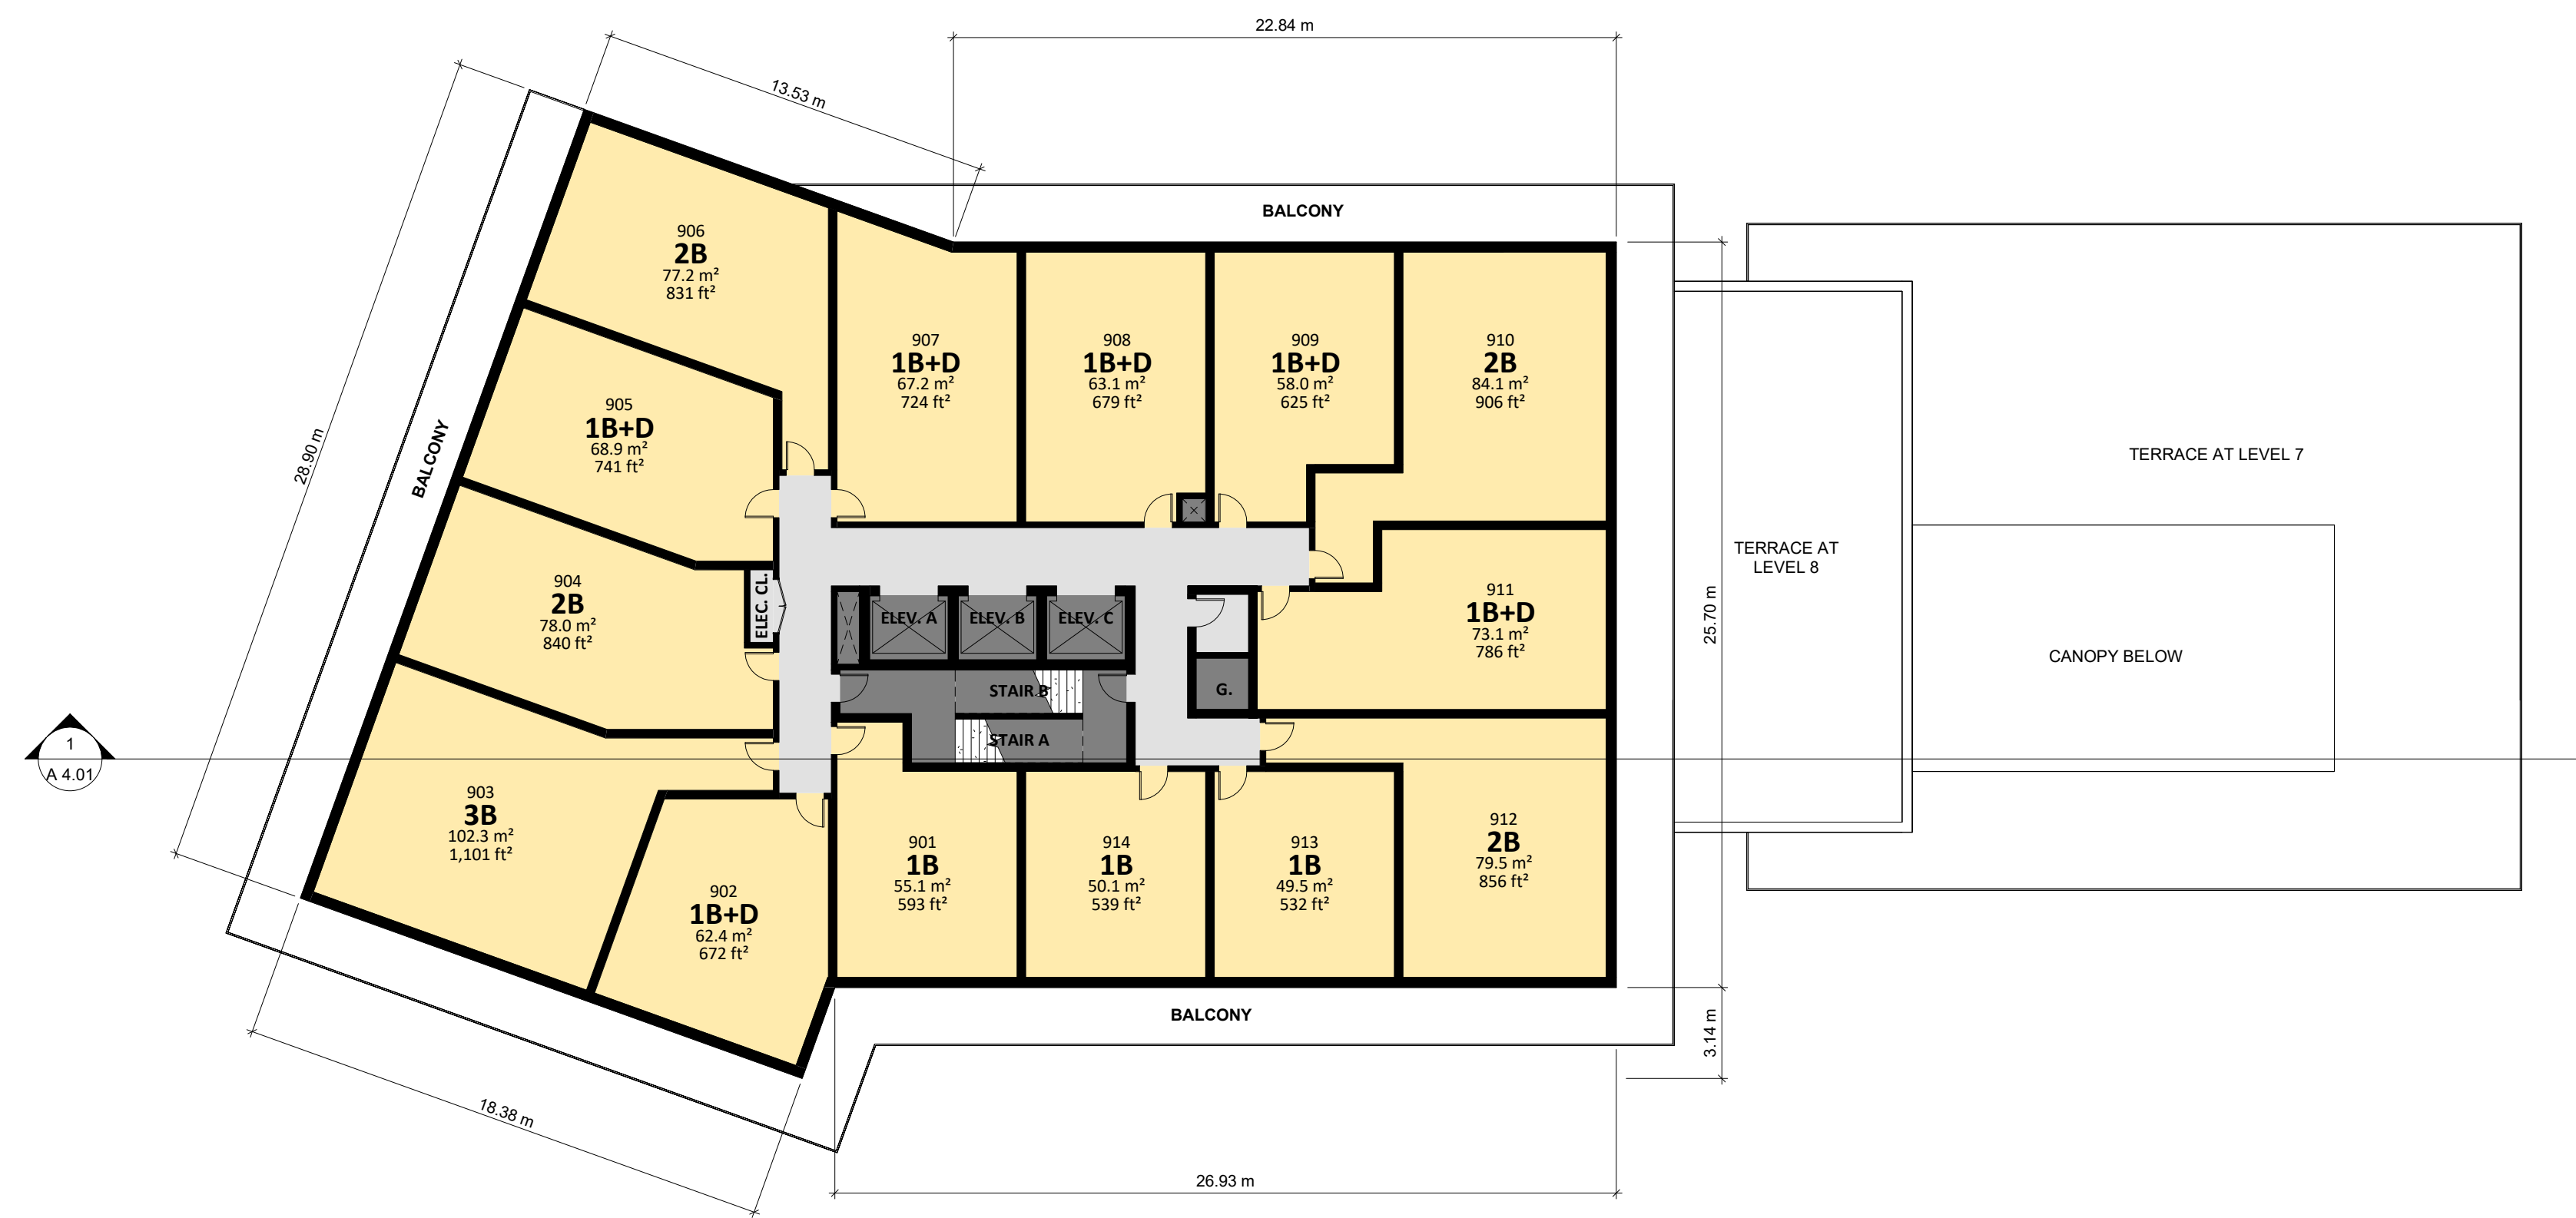 22.84 m
13.53 m
BALCONY
906
2B
77.2 m²
831 ft²
907
1B+D
67.2 m²
724 ft²
908
1B+D
63.1 m²
679 ft²
909
1B+D
58.0 m²
625 ft²
910
2B
84.1 m²
906 ft²
905
1B+D
68.9 m²
741 ft²
28.90 m
BALCONY
TERRACE AT LEVEL 7
TERRACE AT
LEVEL 8
904
2B
78.0 m²
840 ft²
ELEC. CL.
ELEV. A
ELEV. B
ELEV. C
911
1B+D
73.1 m²
786 ft²
25.70 m
CANOPY BELOW
STAIR B
G.
STAIR A
1
A 4.01
903
3B
102.3 m²
1,101 ft²
902
1B+D
62.4 m²
672 ft²
901
1B
55.1 m²
593 ft²
914
1B
50.1 m²
539 ft²
913
1B
49.5 m²
532 ft²
912
2B
79.5 m²
856 ft²
BALCONY
3.14 m
18.38 m
26.93 m